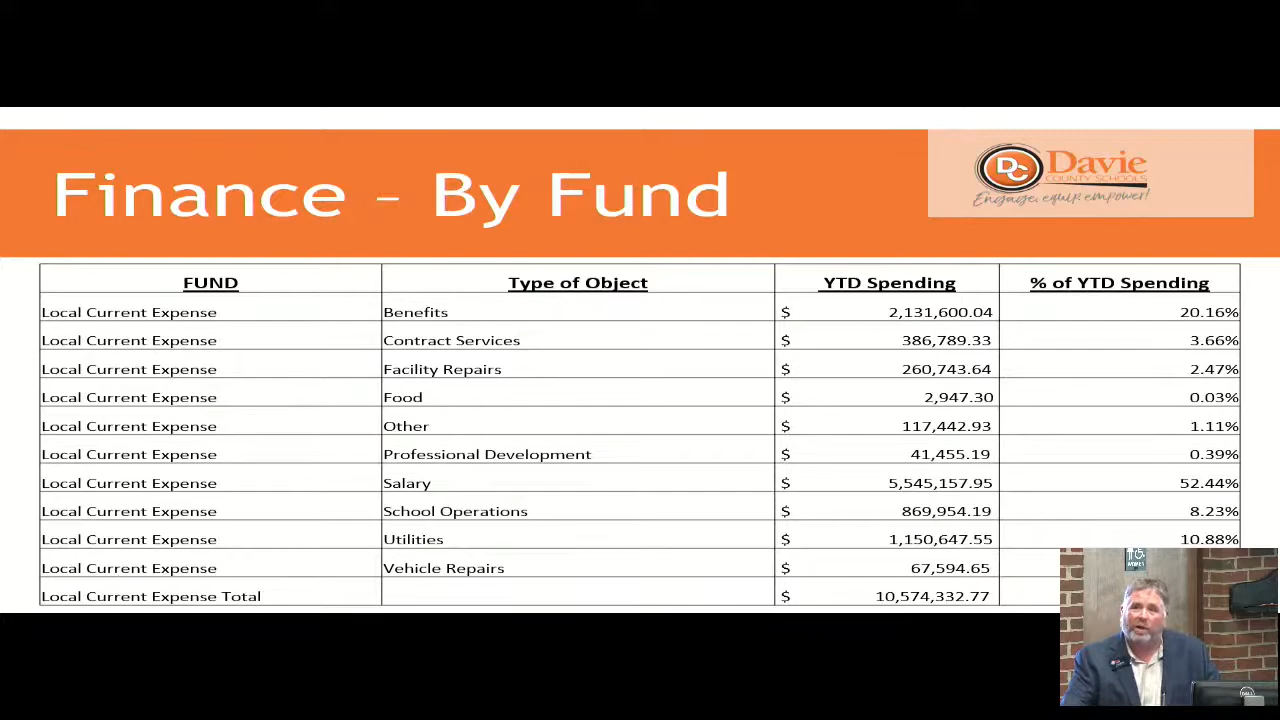 Finance - By Fund
DC Davie
COUNTY SCHOOLS
Engage, equip, empower!
FUND Type of Object YTD Spending % of YTD Spending
Local Current Expense Benefits $ 2,131,600.04 20.16%
Local Current Expense Contract Services $ 386,789.33 3.66%
Local Current Expense Facility Repairs $ 260,743.64 2.47%
Local Current Expense Food $ 2,947.30 0.03%
Local Current Expense Other $ 117,442.93 1.11%
Local Current Expense Professional Development $ 41,455.19 0.39%
Local Current Expense Salary $ 5,545,157.95 52.44%
Local Current Expense School Operations $ 869,954.19 8.23%
Local Current Expense Utilities $ 1,150,647.55 10.88%
Local Current Expense Vehicle Repairs $ 67,594.65
Local Current Expense Total $ 10,574,332.77
DELL